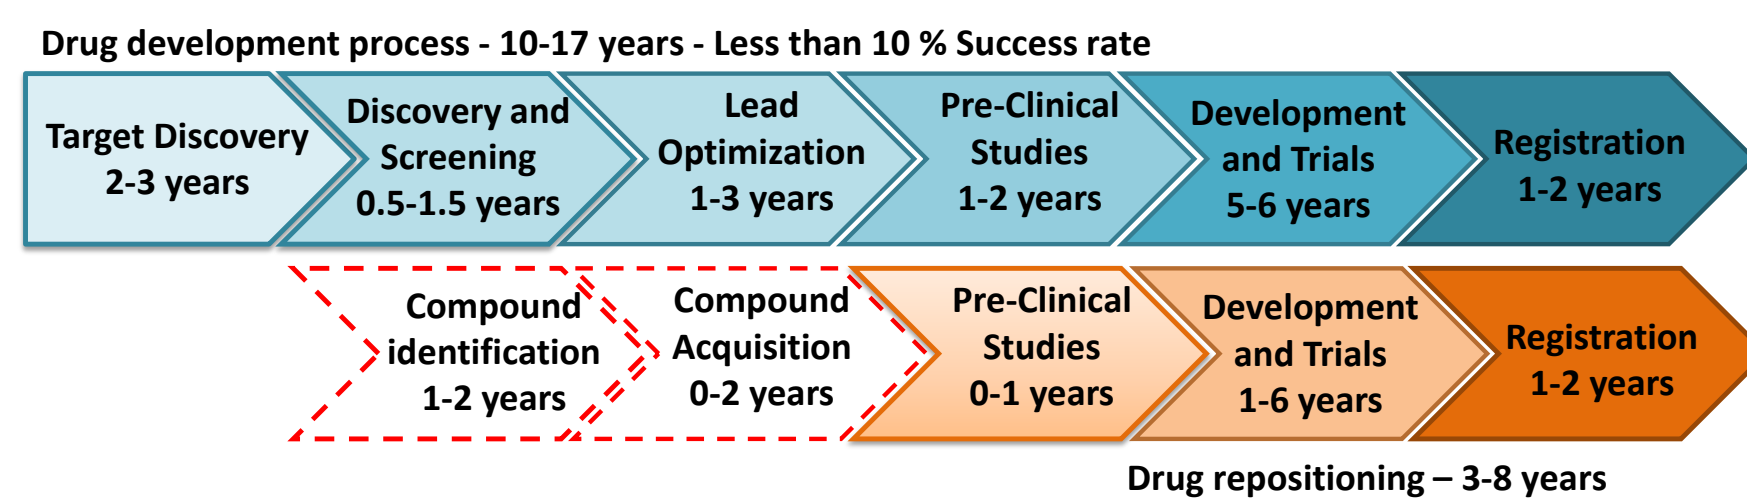 Drug development process - 10-17 years - Less than 10 % Success rate
Target Discovery
2-3 years
Discovery and
Screening
0.5-1.5 years
Lead
Optimization
1-3 years
Pre-Clinical
Studies
1-2 years
Development
and Trials
5-6 years
Registration
1-2 years
Compound
identification
1-2 years
Compound
Acquisition
0-2 years
Pre-Clinical
Studies
0-1 years
Development
and Trials
1-6 years
Registration
1-2 years
Drug repositioning – 3-8 years